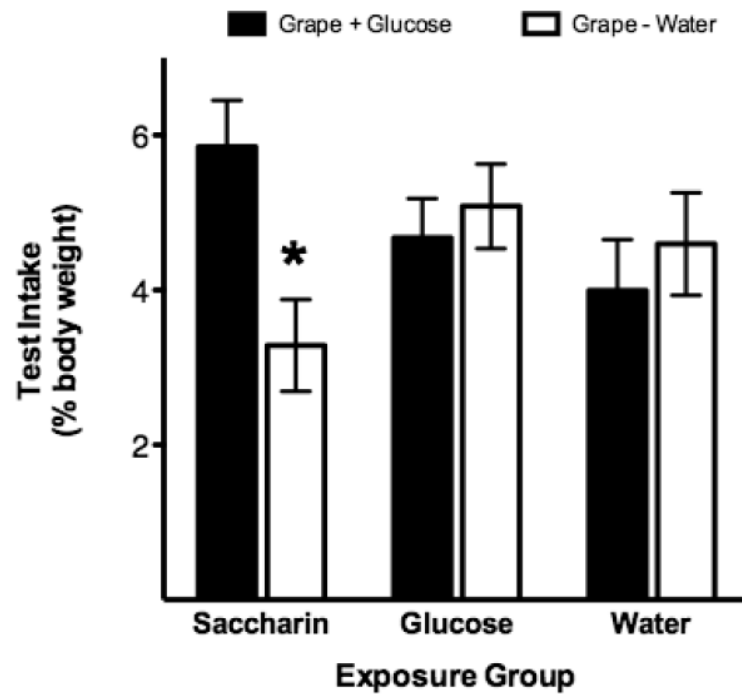 Grape + Glucose
Grape - Water
Test Intake
(% body weight)
6
4
2
*
Saccharin
Glucose
Water
Exposure Group